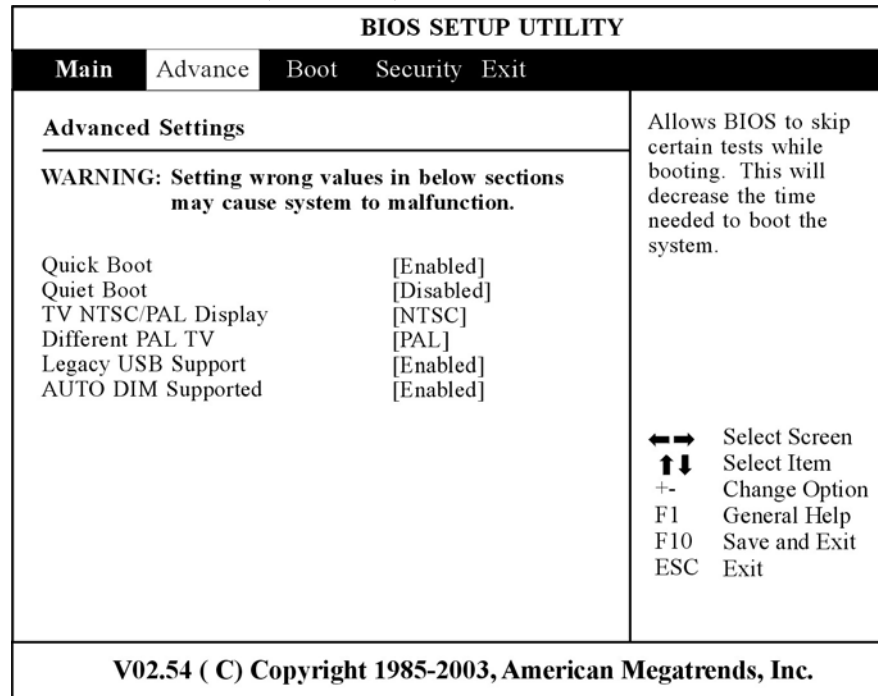 BIOS SETUP UTILITY
Main Advance Boot Security Exit
Advanced Settings
WARNING: Setting wrong values in below sections
may cause system to malfunction.
Quick Boot [Enabled]
Quiet Boot [Disabled]
TV NTSC/PAL Display [NTSC]
Different PAL TV [PAL]
Legacy USB Support [Enabled]
AUTO DIM Supported [Enabled]
Allows BIOS to skip
certain tests while
booting. This will
decrease the time
needed to boot the
system.
←→ Select Screen
↑↓ Select Item
+- Change Option
F1 General Help
F10 Save and Exit
ESC Exit
V02.54 ( C) Copyright 1985-2003, American Megatrends, Inc.